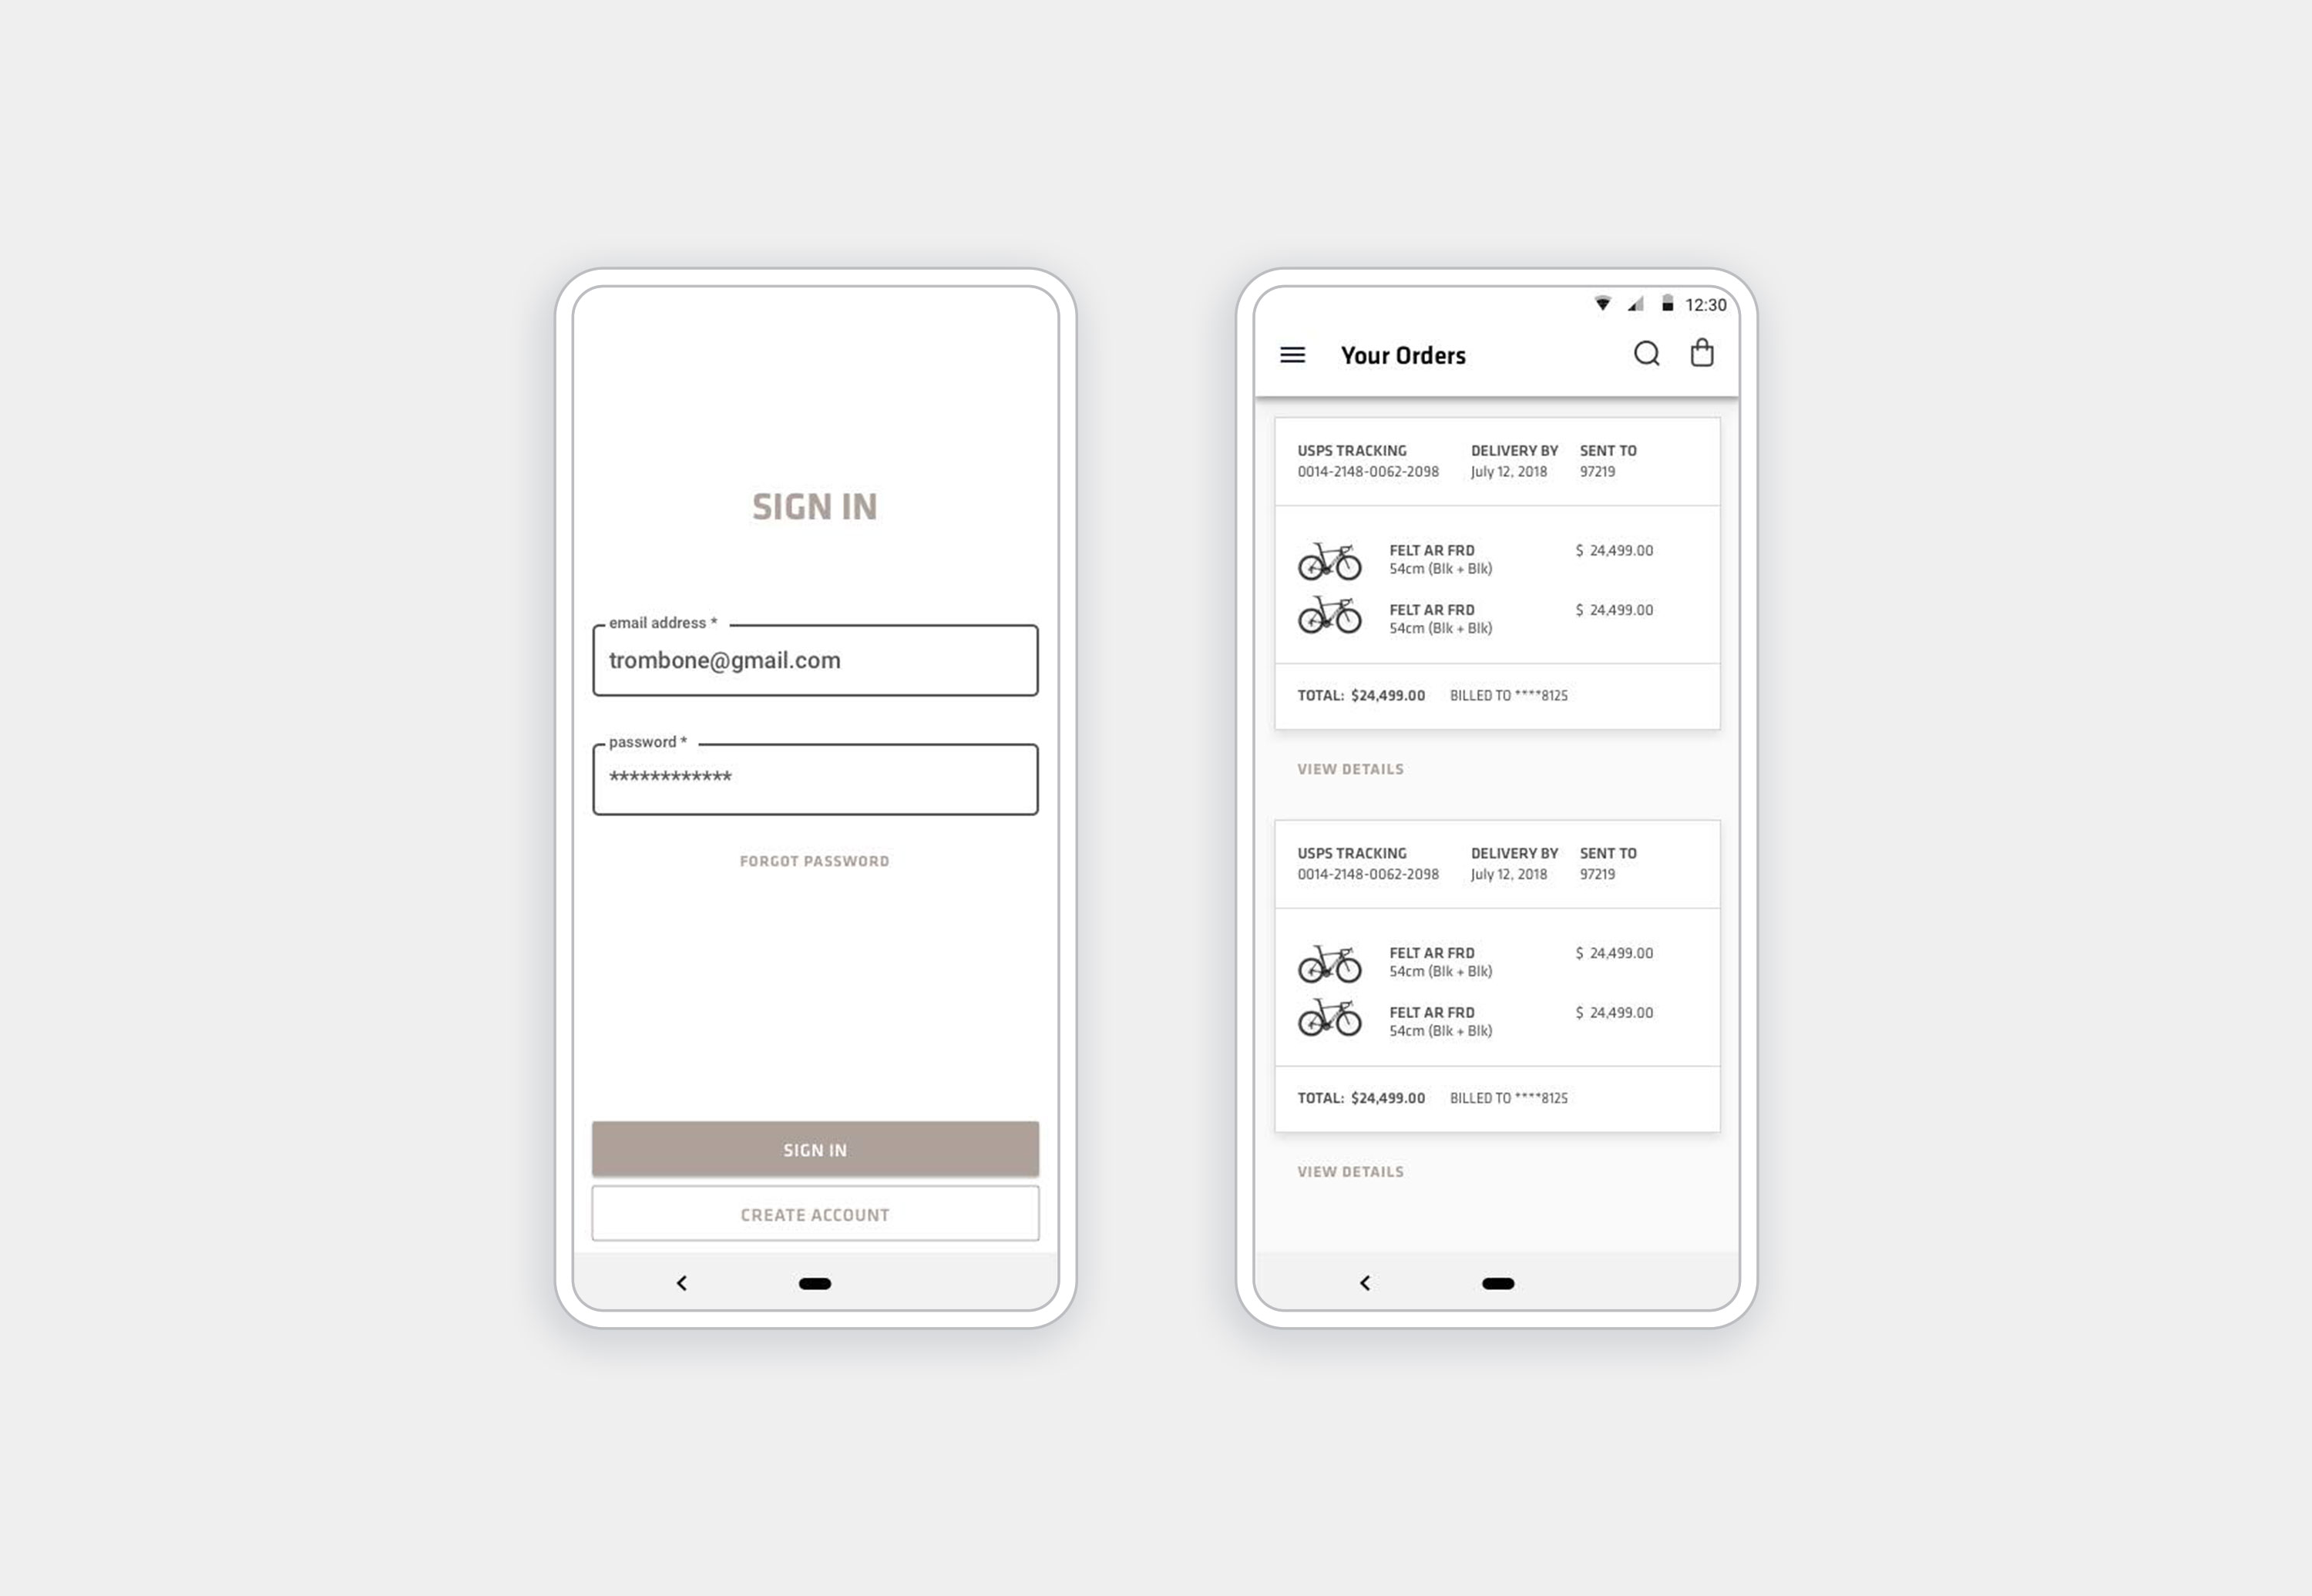 SIGN IN
email address *
trombone@gmail.com
password *
************
FORGOT PASSWORD
SIGN IN
CREATE ACCOUNT
12:30
Your Orders
USPS TRACKING DELIVERY BY SENT TO
0014-2148-0062-2098 July 12, 2018 97219
FELT AR FRD $ 24,499.00
54cm (Blk + Blk)
FELT AR FRD $ 24,499.00
54cm (Blk + Blk)
TOTAL: $24,499.00 BILLED TO ****8125
VIEW DETAILS
USPS TRACKING DELIVERY BY SENT TO
0014-2148-0062-2098 July 12, 2018 97219
FELT AR FRD $ 24,499.00
54cm (Blk + Blk)
FELT AR FRD $ 24,499.00
54cm (Blk + Blk)
TOTAL: $24,499.00 BILLED TO ****8125
VIEW DETAILS